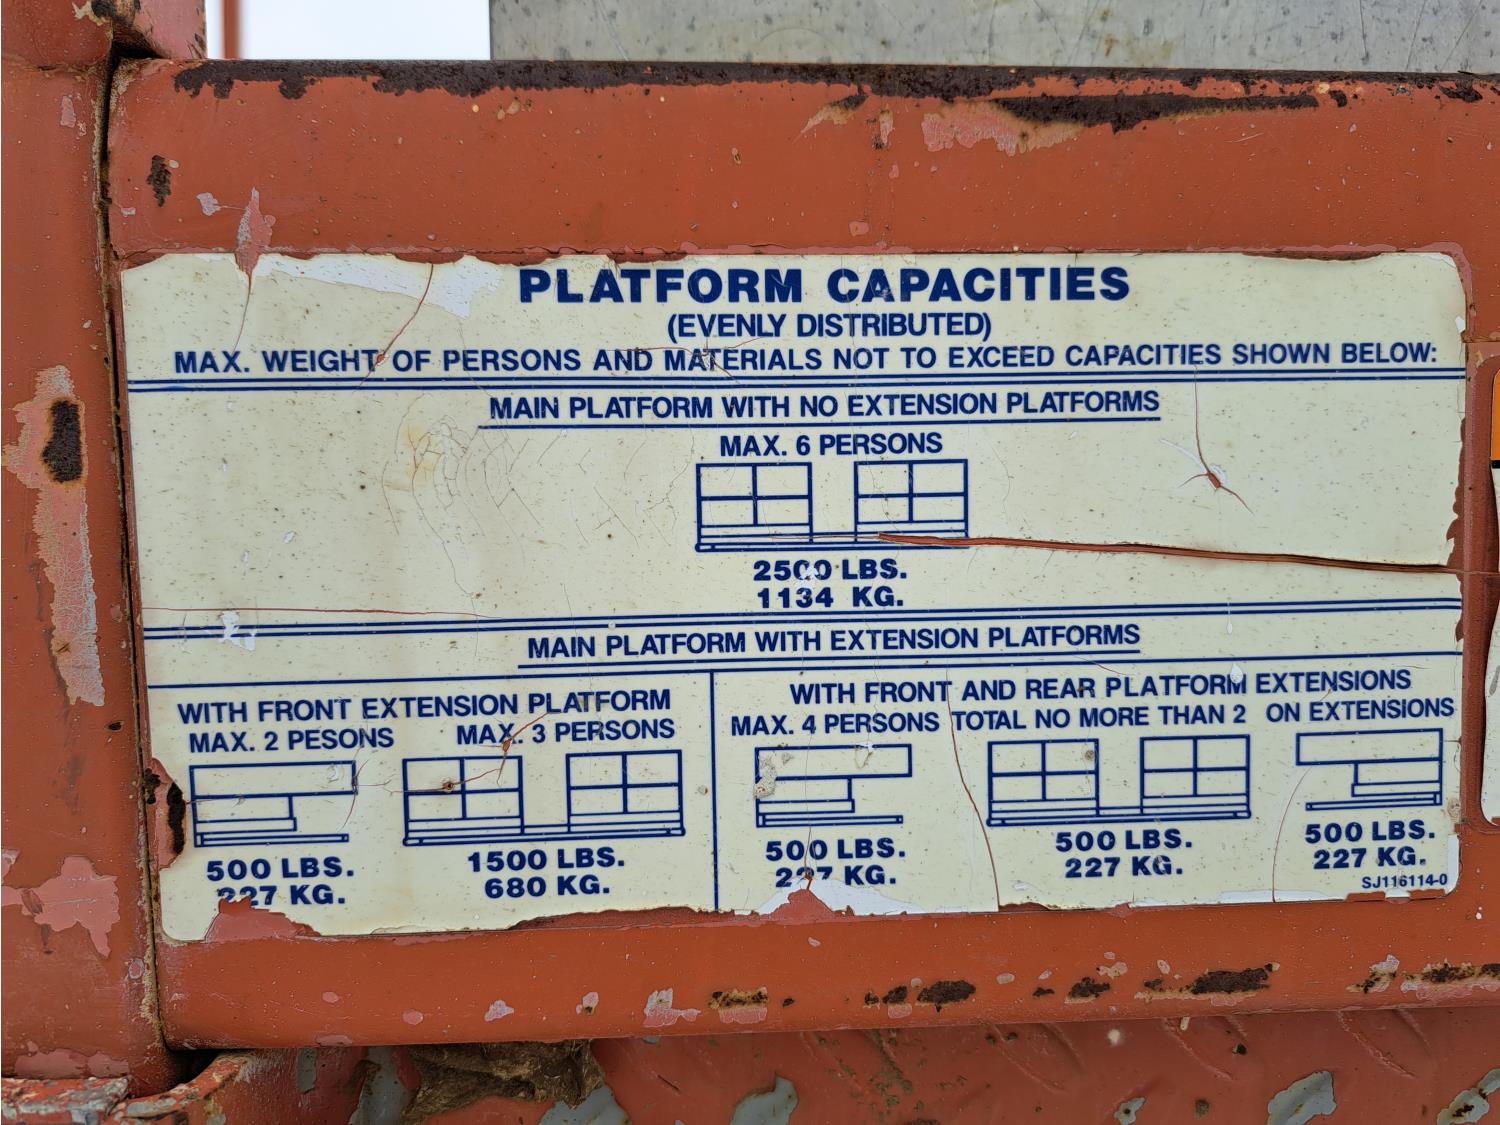 PLATFORM CAPACITIES
(EVENLY DISTRIBUTED)
MAX. WEIGHT OF PERSONS AND MATERIALS NOT TO EXCEED CAPACITIES SHOWN BELOW:
MAIN PLATFORM WITH NO EXTENSION PLATFORMS
MAX. 6 PERSONS
2500 LBS.
1134 KG.
MAIN PLATFORM WITH EXTENSION PLATFORMS
WITH FRONT EXTENSION PLATFORM
MAX. 2 PESONS MAX. 3 PERSONS
500 LBS. 1500 LBS.
227 KG. 680 KG.
WITH FRONT AND REAR PLATFORM EXTENSIONS
MAX. 4 PERSONS TOTAL NO MORE THAN 2 ON EXTENSIONS
500 LBS. 500 LBS. 500 LBS.
227 KG. 227 KG. 227 KG.
SJ116114-0